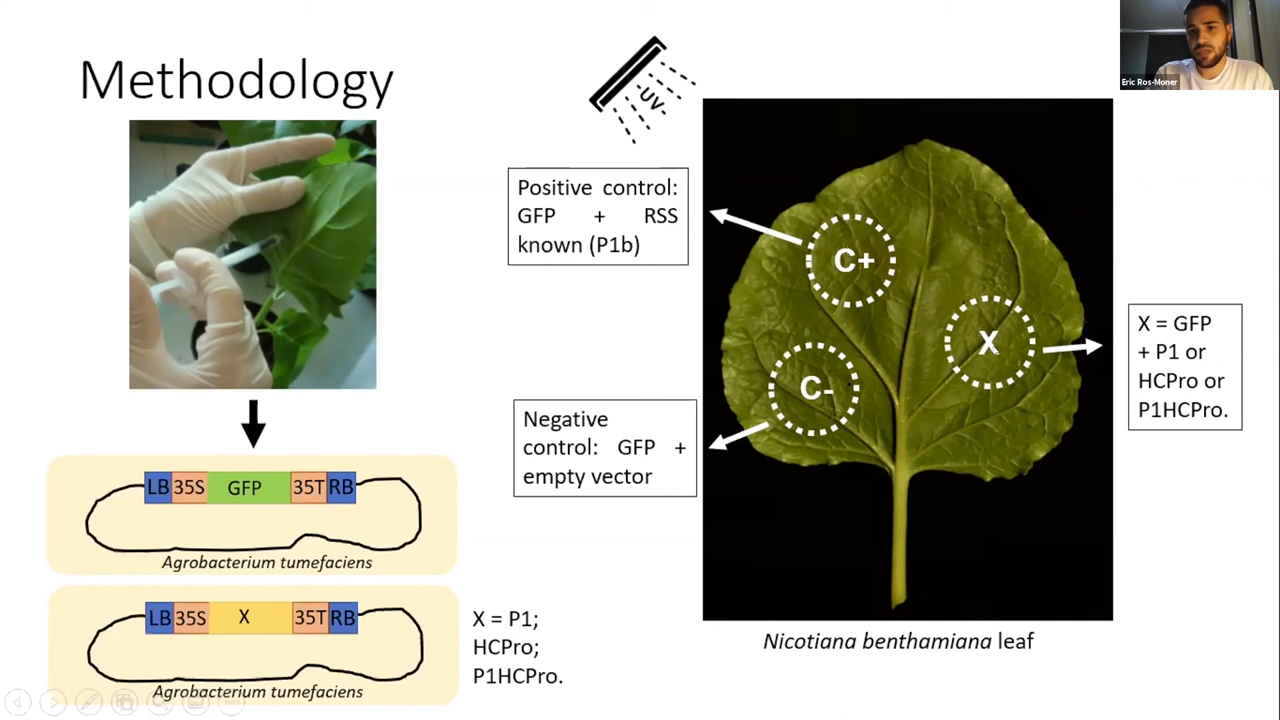 Methodology
UV
Eric Ros-Moner
Positive control:
GFP + RSS
known (P1b)
C+
X
C-
X = GFP
+ P1 or
HCPro or
P1HCPro.
Negative
control: GFP +
empty vector
LB 35S GFP 35T RB
Agrobacterium tumefaciens
LB 35S X 35T RB
Agrobacterium tumefaciens
X = P1;
HCPro;
P1HCPro.
Nicotiana benthamiana leaf